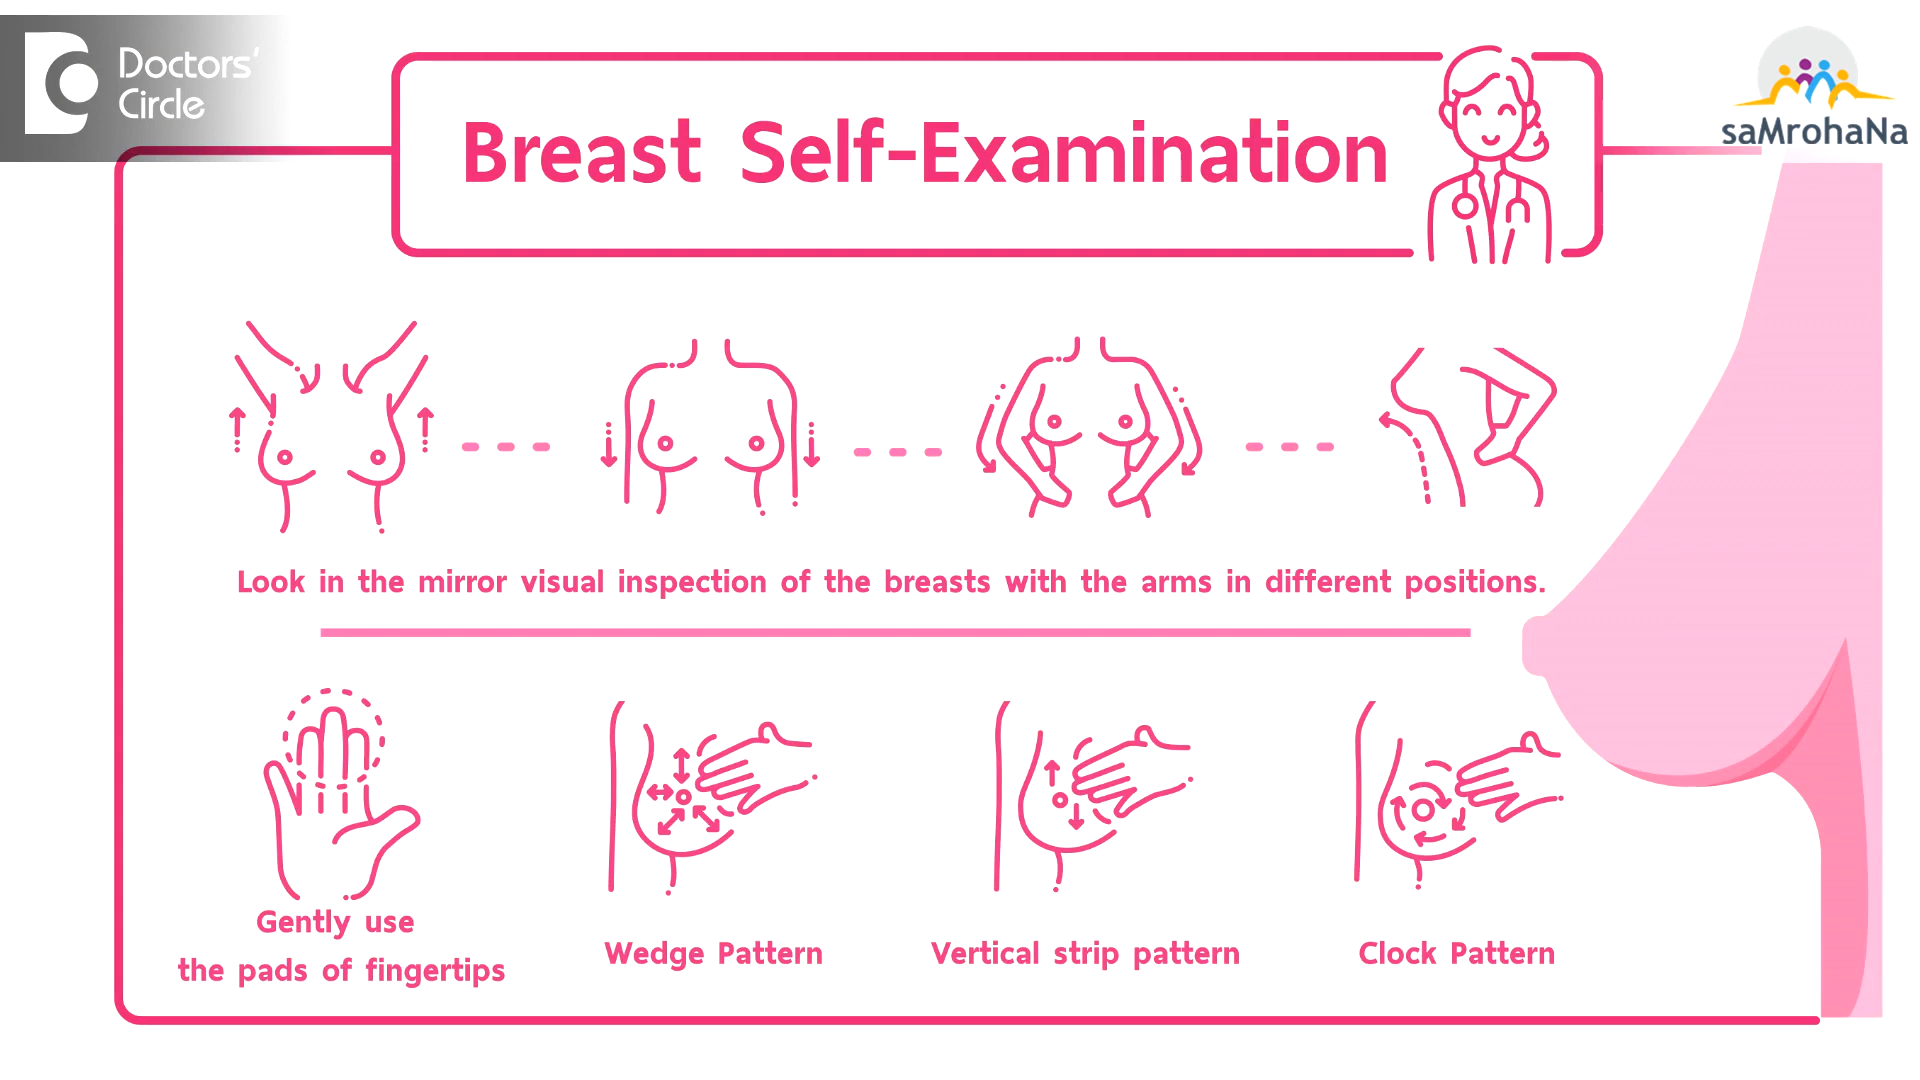 Doctors'
Circle
Breast Self-Examination
saMrohaNa
Look in the mirror visual inspection of the breasts with the arms in different positions.
Gently use
the pads of fingertips
Wedge Pattern
Vertical strip pattern
Clock Pattern